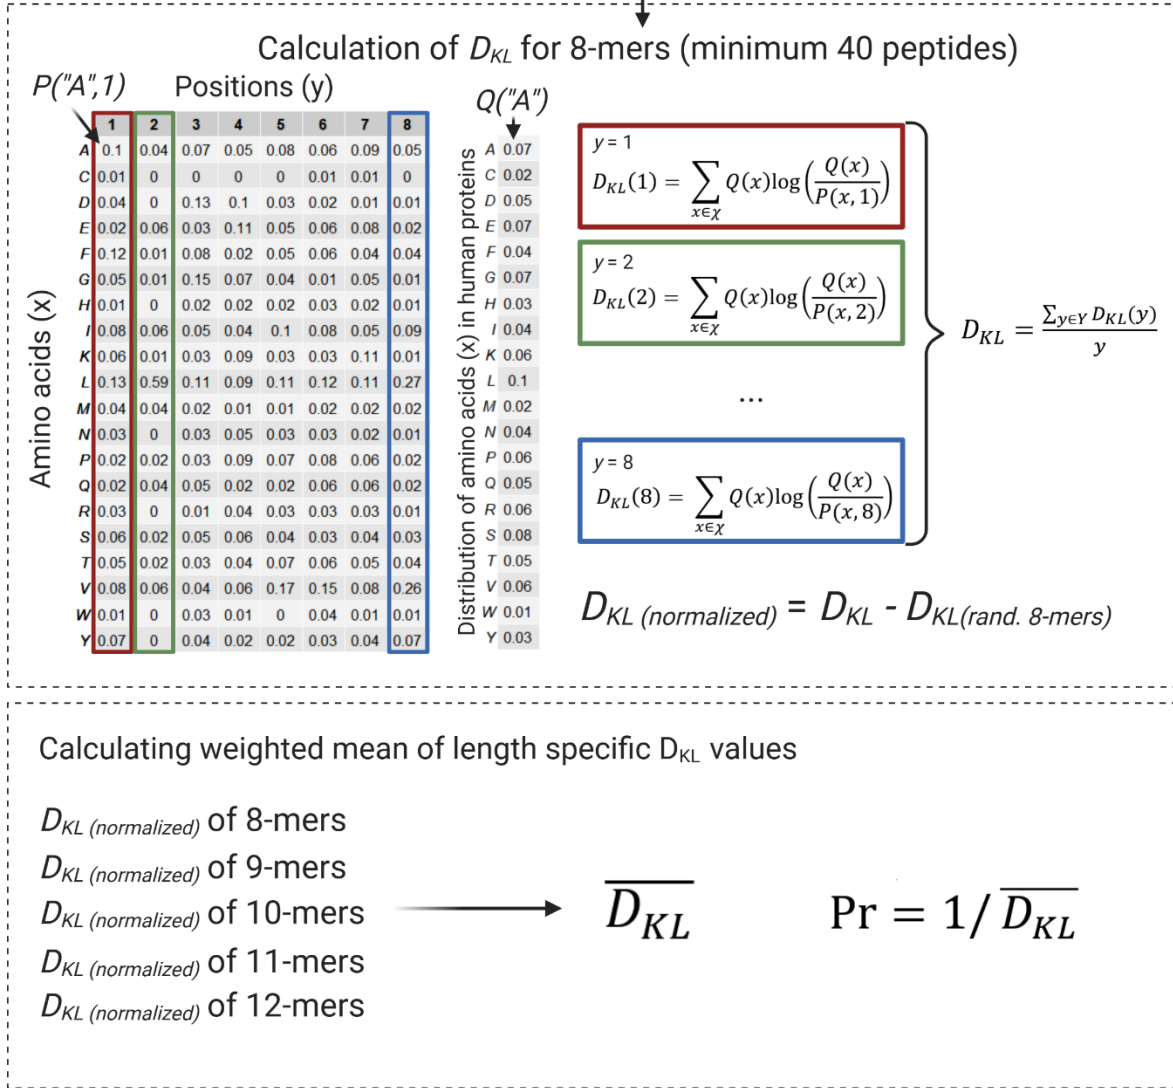 Calculation of D_KL for 8-mers (minimum 40 peptides)
P("A",1) Positions (y) Q("A")
1 2 3 4 5 6 7 8
A 0.1 0.04 0.07 0.05 0.08 0.06 0.09 0.05
C 0.01 0 0 0 0 0.01 0.01 0
D 0.04 0 0.13 0.1 0.03 0.02 0.01 0.01
E 0.02 0.06 0.03 0.11 0.05 0.06 0.08 0.02
F 0.12 0.01 0.08 0.02 0.05 0.06 0.04 0.04
G 0.05 0.01 0.15 0.07 0.04 0.01 0.05 0.01
H 0.01 0 0.02 0.02 0.02 0.03 0.02 0.01
I 0.08 0.06 0.05 0.04 0.1 0.08 0.05 0.09
K 0.06 0.01 0.03 0.09 0.03 0.03 0.11 0.01
L 0.13 0.59 0.11 0.09 0.11 0.12 0.11 0.27
M 0.04 0.04 0.02 0.01 0.01 0.02 0.02 0.02
N 0.03 0 0.03 0.05 0.03 0.03 0.02 0.01
P 0.02 0.02 0.03 0.09 0.07 0.08 0.06 0.02
Q 0.02 0.04 0.05 0.02 0.02 0.06 0.06 0.02
R 0.03 0 0.01 0.04 0.03 0.03 0.03 0.01
S 0.06 0.02 0.05 0.06 0.04 0.03 0.04 0.03
T 0.05 0.02 0.03 0.04 0.07 0.06 0.05 0.04
V 0.08 0.06 0.04 0.06 0.17 0.15 0.08 0.26
W 0.01 0 0.03 0.01 0 0.04 0.01 0.01
Y 0.07 0 0.04 0.02 0.02 0.03 0.04 0.07
Amino acids (x)
Distribution of amino acids (x) in human proteins
A 0.07
C 0.02
D 0.05
E 0.07
F 0.04
G 0.07
H 0.03
I 0.04
K 0.06
L 0.1
M 0.02
N 0.04
P 0.06
Q 0.05
R 0.06
S 0.08
T 0.05
V 0.06
W 0.01
Y 0.03
y = 1
D_KL(1) = ∑_{x∈χ} Q(x)log(Q(x)/P(x, 1))
y = 2
D_KL(2) = ∑_{x∈χ} Q(x)log(Q(x)/P(x, 2))
...
y = 8
D_KL(8) = ∑_{x∈χ} Q(x)log(Q(x)/P(x, 8))
D_KL = ∑_{y∈Y} D_KL(y) / y
D_KL (normalized) = D_KL - D_KL(rand. 8-mers)
Calculating weighted mean of length specific D_KL values
D_KL (normalized) of 8-mers
D_KL (normalized) of 9-mers
D_KL (normalized) of 10-mers
D_KL (normalized) of 11-mers
D_KL (normalized) of 12-mers
D̅_KL
Pr = 1/ D̅_KL